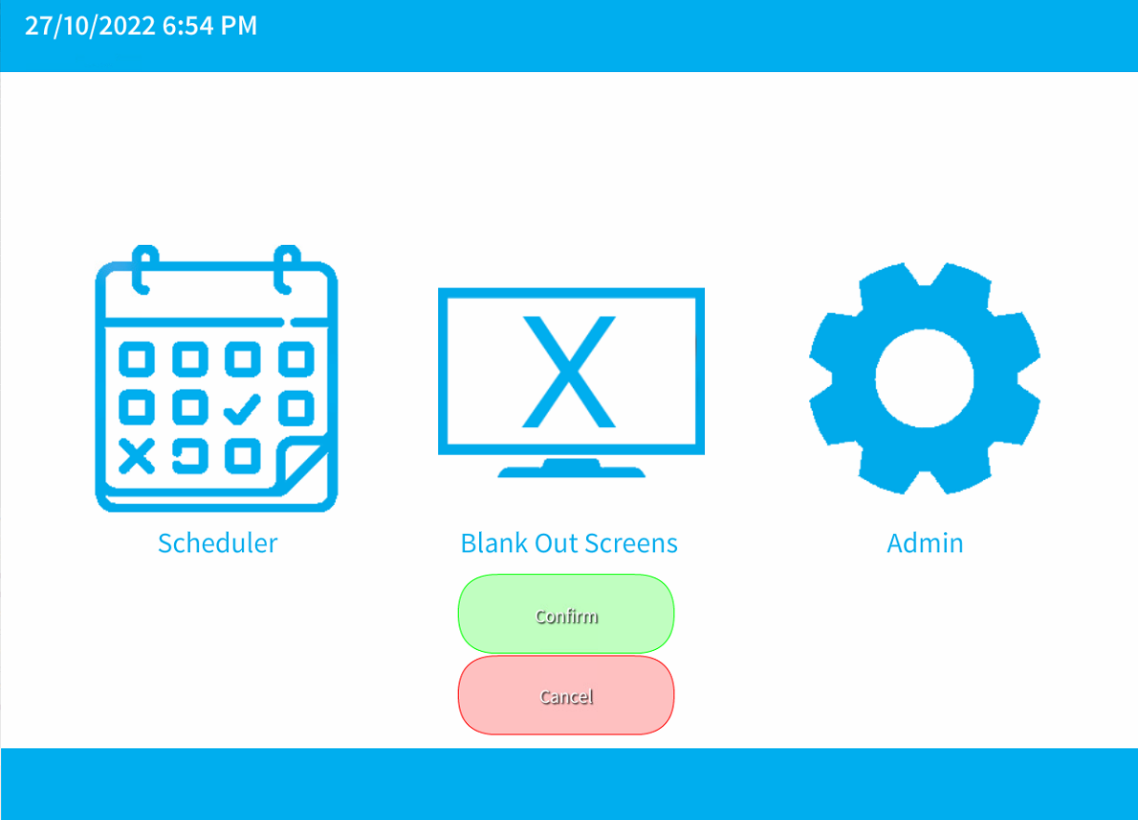 27/10/2022 6:54 PM
X
Scheduler
Blank Out Screens
Admin
Confirm
Cancel